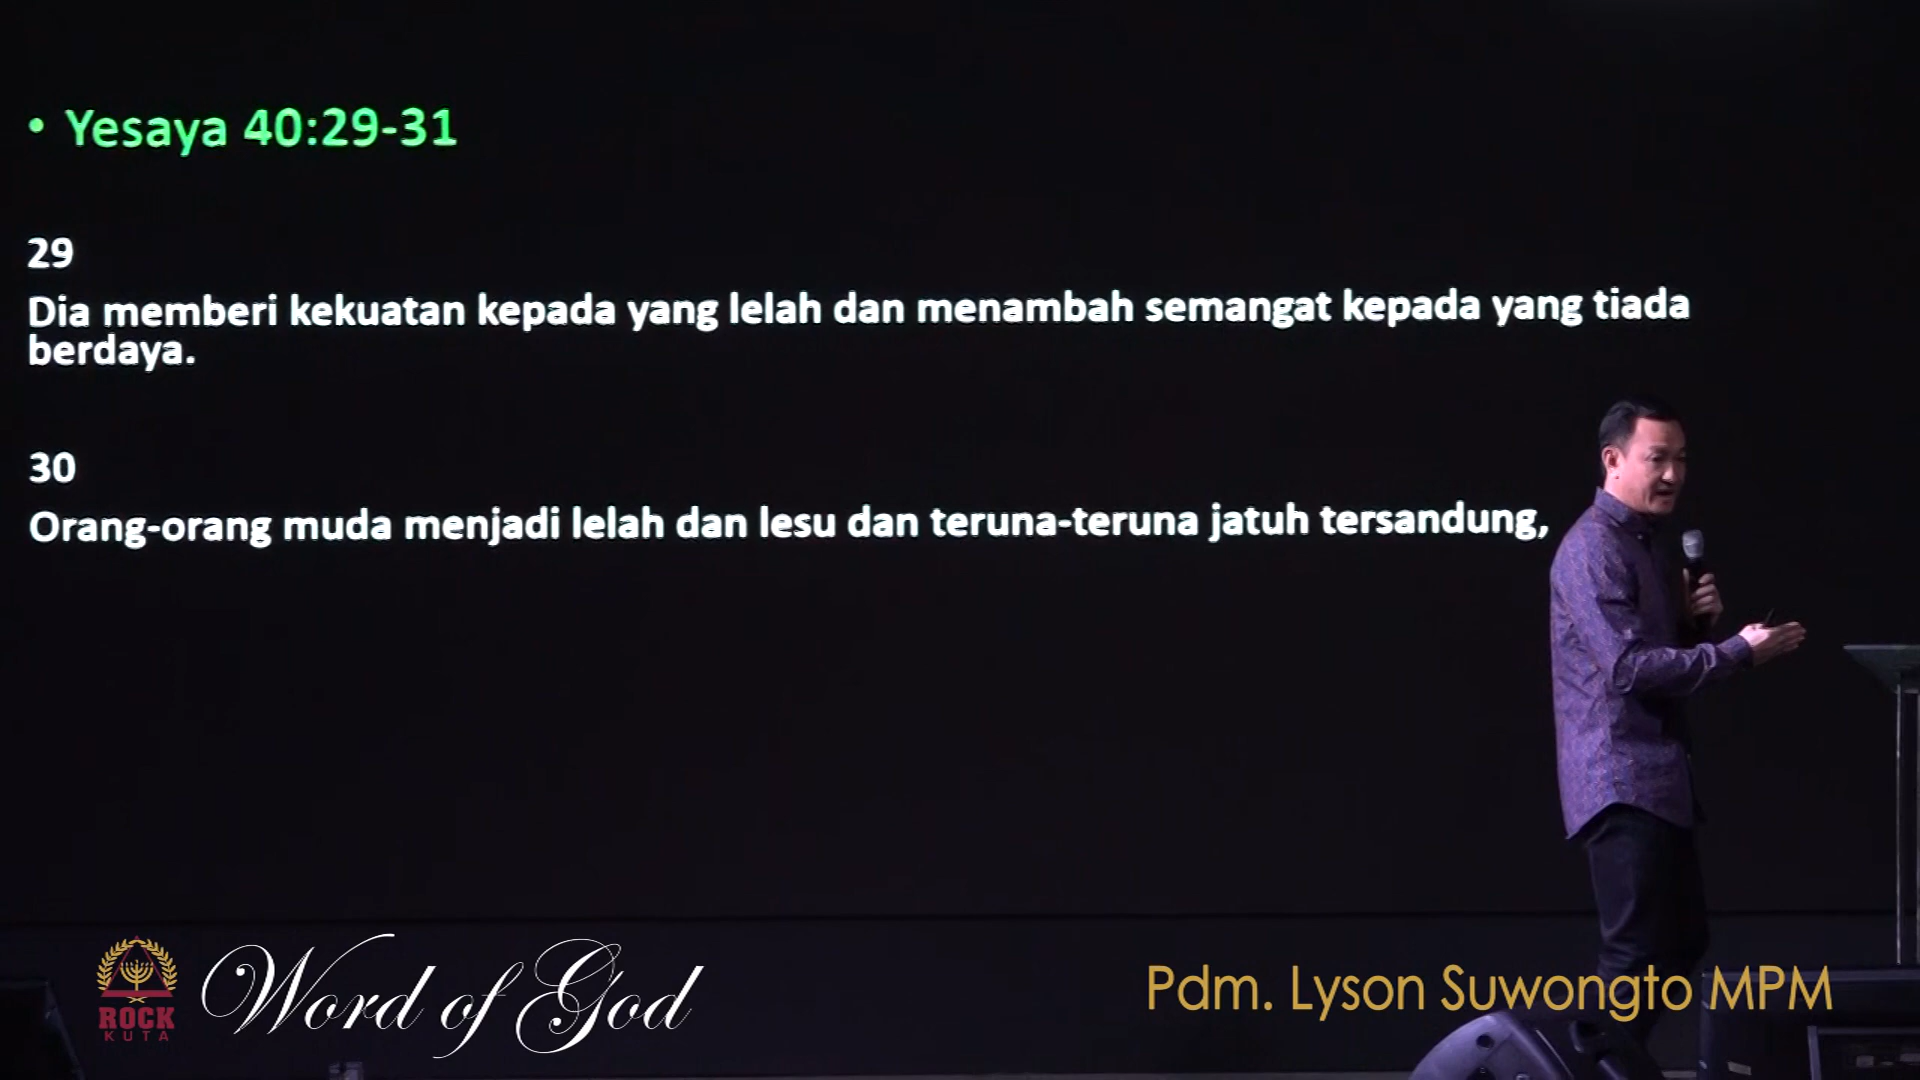 • Yesaya 40:29-31
29
Dia memberi kekuatan kepada yang lelah dan menambah semangat kepada yang tiada
berdaya.
30
Orang-orang muda menjadi lelah dan lesu dan teruna-teruna jatuh tersandung,
ROCK
KUTA
Word of God
Pdm. Lyson Suwongto MPM